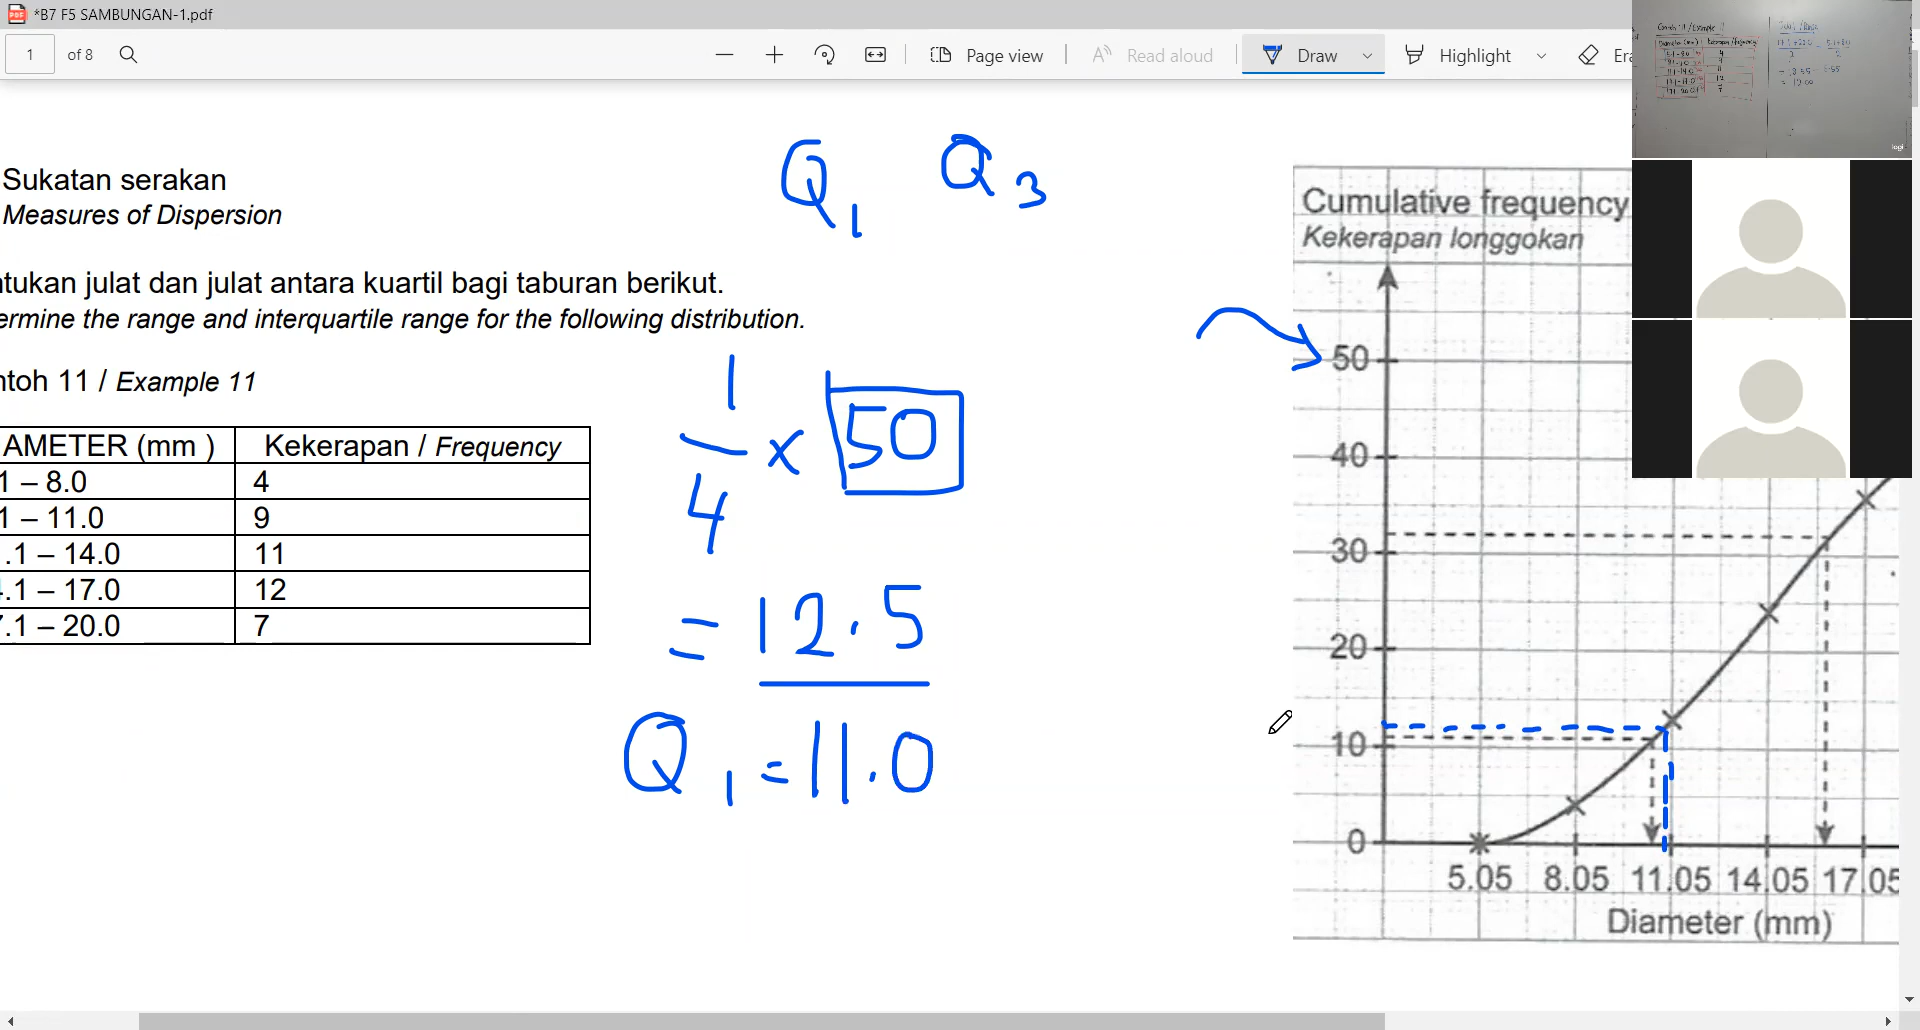 *B7 F5 SAMBUNGAN-1.pdf
1 of 8 Page view Read aloud Draw Highlight Era
Q1 Q3
Sukatan serakan
Measures of Dispersion
ntukan julat dan julat antara kuartil bagi taburan berikut.
ermine the range and interquartile range for the following distribution.
ntoh 11 / Example 11
AMETER (mm ) Kekerapan / Frequency
1 – 8.0 4
1 – 11.0 9
.1 – 14.0 11
.1 – 17.0 12
7.1 – 20.0 7
1/4 × 50
= 12.5
Q1 = 11.0
Cumulative frequency
Kekerapan longgokan
50
40
30
20
10
0
5.05 8.05 11.05 14.05 17.05
Diameter (mm)
logi